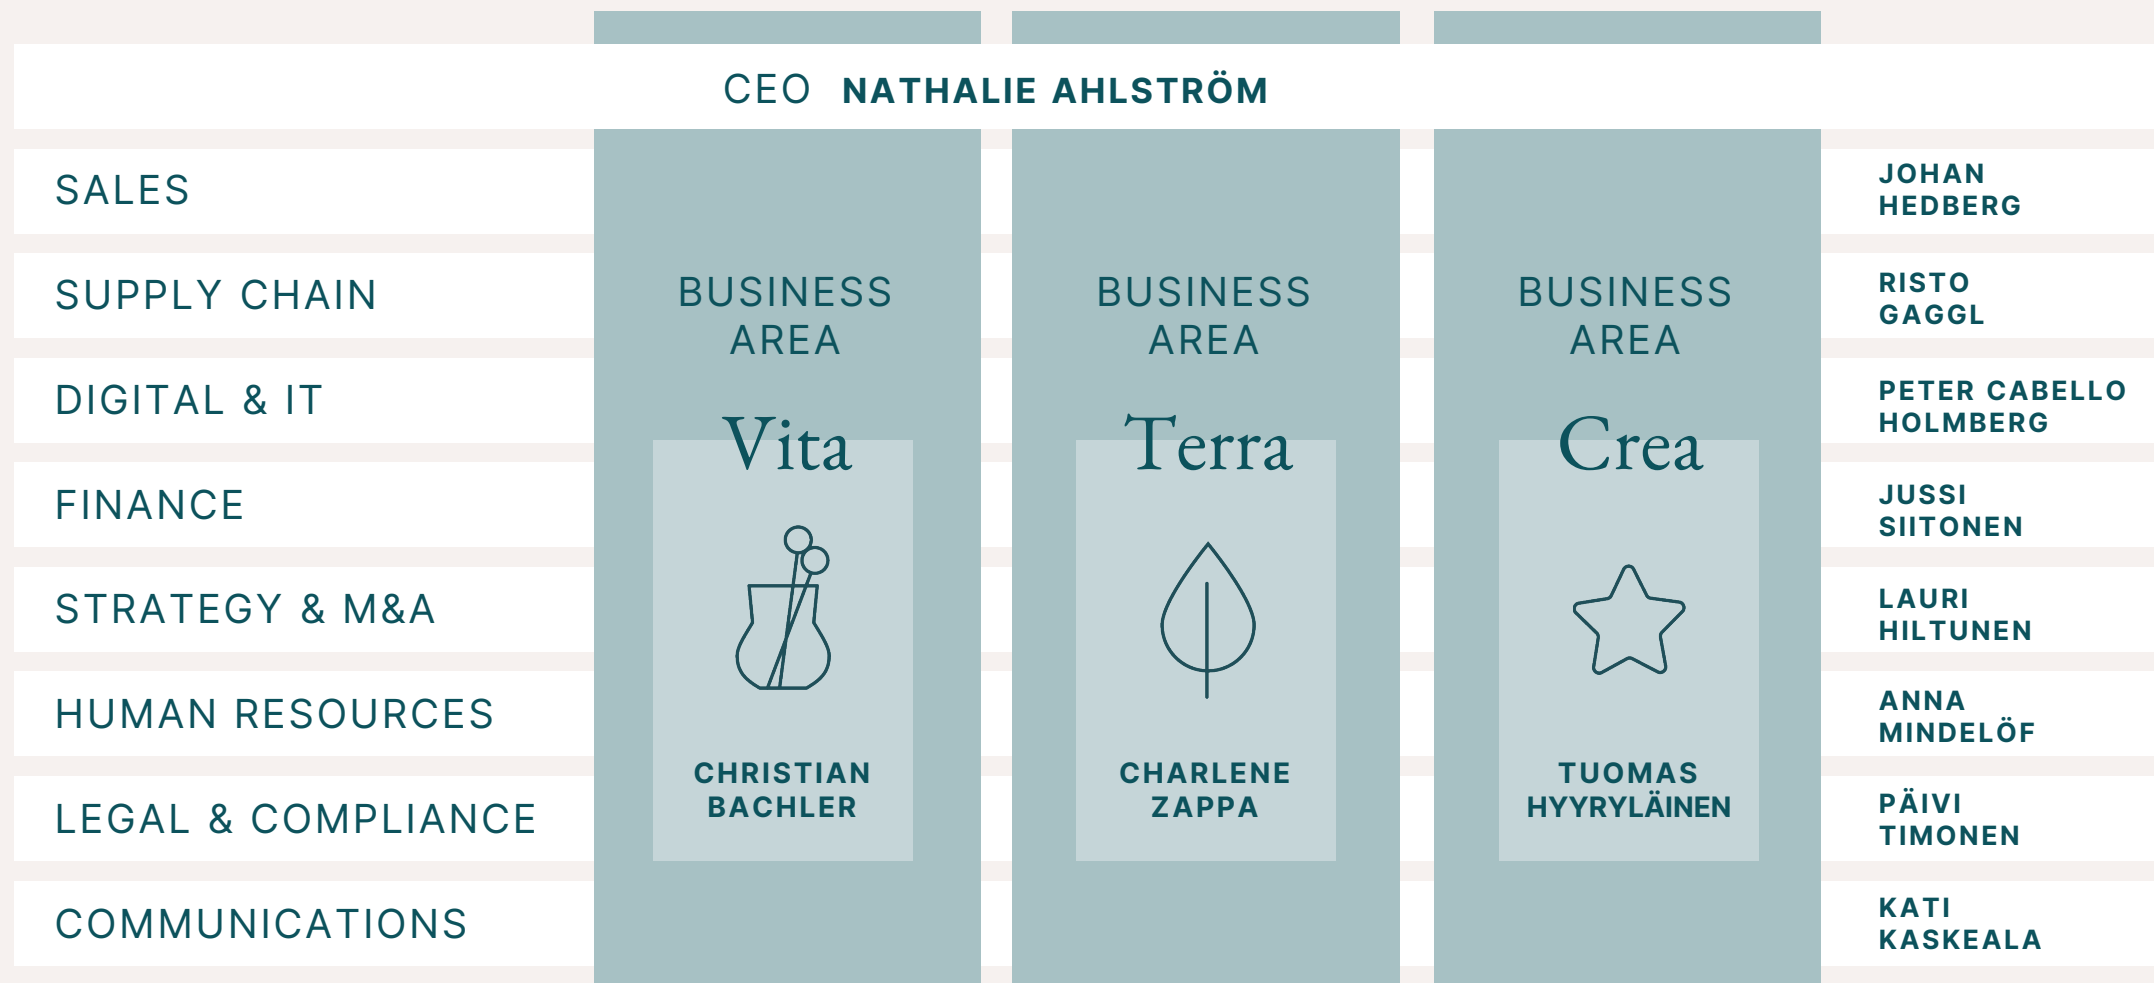 CEO NATHALIE AHLSTRÖM
SALES
JOHAN
HEDBERG
SUPPLY CHAIN
RISTO
GAGGL
DIGITAL & IT
PETER CABELLO
HOLMBERG
FINANCE
JUSSI
SIITONEN
STRATEGY & M&A
LAURI
HILTUNEN
HUMAN RESOURCES
ANNA
MINDELÖF
LEGAL & COMPLIANCE
PÄIVI
TIMONEN
COMMUNICATIONS
KATI
KASKEALA
BUSINESS
AREA
Vita
CHRISTIAN
BACHLER
BUSINESS
AREA
Terra
CHARLENE
ZAPPA
BUSINESS
AREA
Crea
TUOMAS
HYYRYLÄINEN